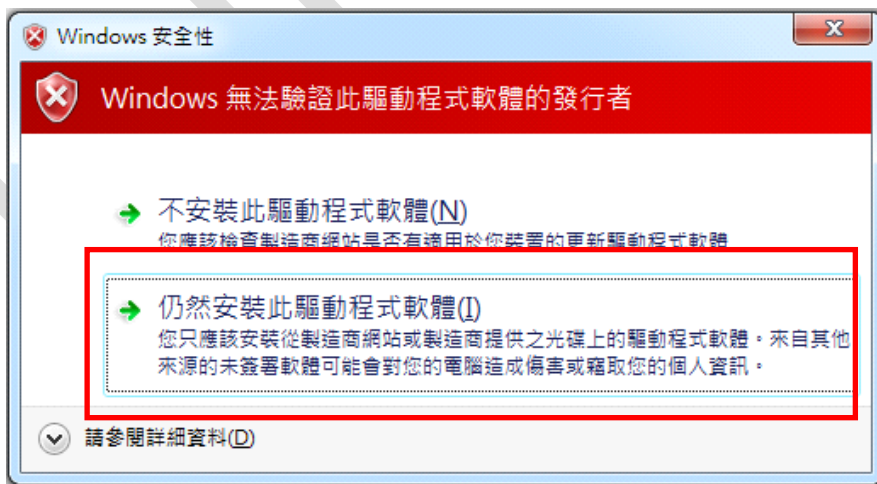 Windows 安全性
Windows 無法驗證此驅動程式軟體的發行者
不安裝此驅動程式軟體(N)
您應該檢查製造商網站是否有適用於您裝置的更新驅動程式軟體
仍然安裝此驅動程式軟體(I)
您只應該安裝從製造商網站或製造商提供之光碟上的驅動程式軟體。來自其他
來源的未簽署軟體可能會對您的電腦造成傷害或竊取您的個人資訊。
請參閱詳細資料(D)